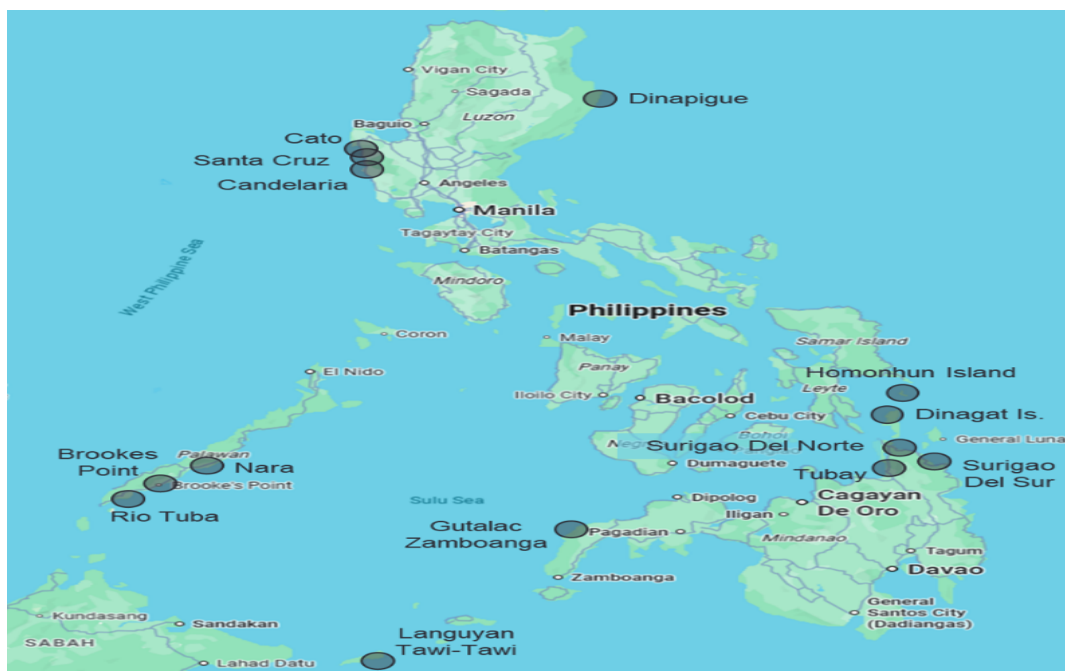 Vigan City
Sagada
Dinapigue
Luzon
Baguio
Cato
Santa Cruz
Candelaria
Angeles
Manila
Tagaytay City
Batangas
West Philippine Sea
Mindoro
Philippines
Coron
Malay
Samar Island
Panay
El Nido
Homonhun Island
Leyte
Iloilo City
Bacolod
Cebu City
Dinagat Is.
Bohol
General Luna
Surigao Del Norte
Palawan
Brookes
Point
Nara
Dumaguete
Tubay
Surigao
Del Sur
Brooke's Point
Sulu Sea
Dipolog
Cagayan
De Oro
Rio Tuba
Iligan
Gutalac
Zamboanga
Pagadian
Mindanao
Tagum
Zamboanga
Davao
General
Santos City
(Dadiangas)
Kundasang
Sandakan
SABAH
Languyan
Tawi-Tawi
Lahad Datu